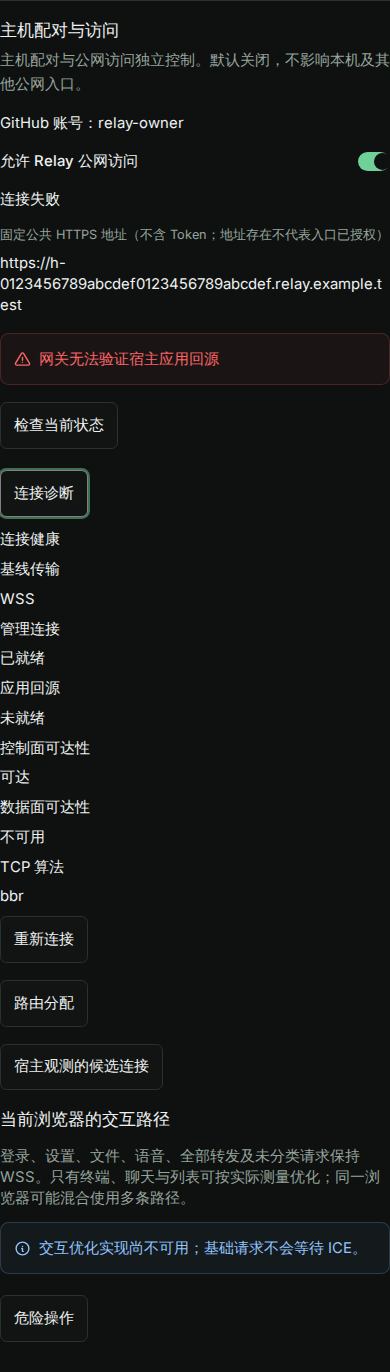 主机配对与访问
主机配对与公网访问独立控制。默认关闭，不影响本机及其
他公网入口。
GitHub 账号：relay-owner
允许 Relay 公网访问
连接失败
固定公共 HTTPS 地址（不含 Token；地址存在不代表入口已授权）
https://h-
0123456789abcdef0123456789abcdef.relay.example.t
est
网关无法验证宿主应用回源
检查当前状态
连接诊断
连接健康
基线传输
WSS
管理连接
已就绪
应用回源
未就绪
控制面可达性
可达
数据面可达性
不可用
TCP 算法
bbr
重新连接
路由分配
宿主观测的候选连接
当前浏览器的交互路径
登录、设置、文件、语音、全部转发及未分类请求保持
WSS。只有终端、聊天与列表可按实际测量优化；同一浏
览器可能混合使用多条路径。
交互优化实现尚不可用；基础请求不会等待 ICE。
危险操作